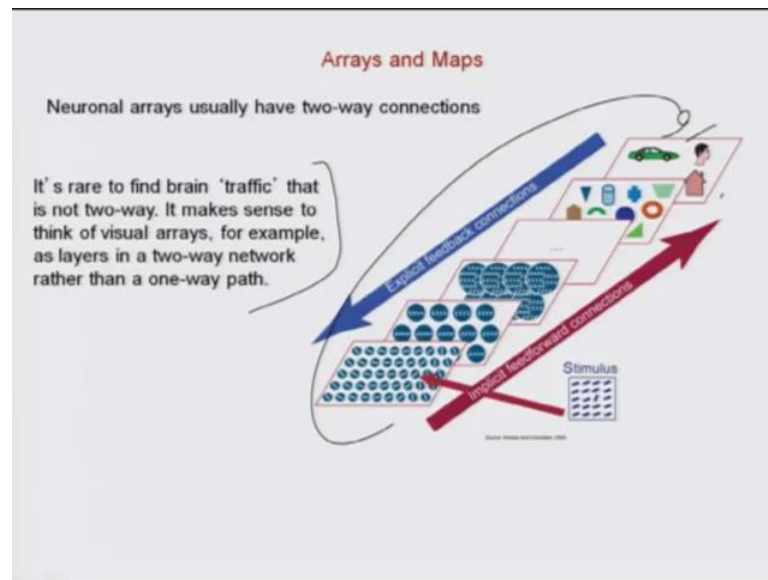 Arrays and Maps
Neuronal arrays usually have two-way connections
It's rare to find brain 'traffic' that
is not two-way. It makes sense to
think of visual arrays, for example,
as layers in a two-way network
rather than a one-way path.
Explicit feedback connections
Implicit feedforward connections
Stimulus